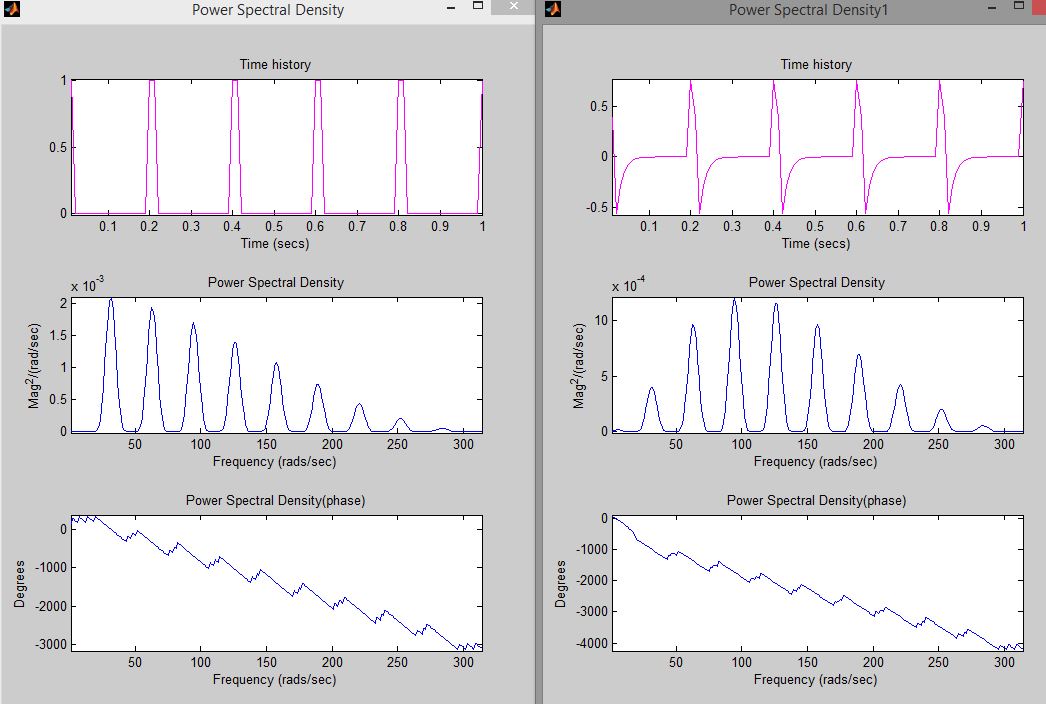 Power Spectral Density
Time history
1
0.5
0
0.1 0.2 0.3 0.4 0.5 0.6 0.7 0.8 0.9 1
Time (secs)
x 10-3
Power Spectral Density
2
1.5
1
0.5
0
Mag2/(rad/sec)
50 100 150 200 250 300
Frequency (rads/sec)
Power Spectral Density(phase)
0
-1000
-2000
-3000
Degrees
50 100 150 200 250 300
Frequency (rads/sec)
Power Spectral Density1
Time history
0.5
0
-0.5
0.1 0.2 0.3 0.4 0.5 0.6 0.7 0.8 0.9 1
Time (secs)
x 10-4
Power Spectral Density
10
5
0
Mag2/(rad/sec)
50 100 150 200 250 300
Frequency (rads/sec)
Power Spectral Density(phase)
0
-1000
-2000
-3000
-4000
Degrees
50 100 150 200 250 300
Frequency (rads/sec)